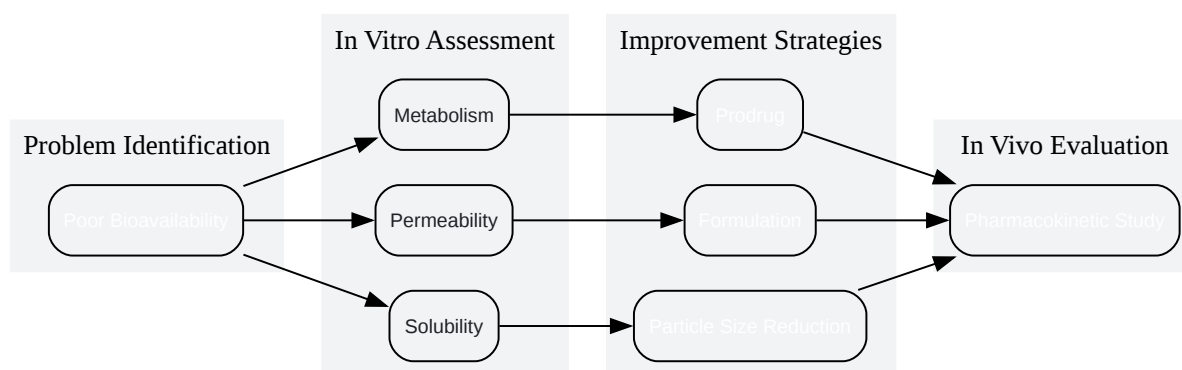 Problem Identification
Poor Bioavailability
In Vitro Assessment
Metabolism
Permeability
Solubility
Improvement Strategies
Prodrug
Formulation
Particle Size Reduction
In Vivo Evaluation
Pharmacokinetic Study